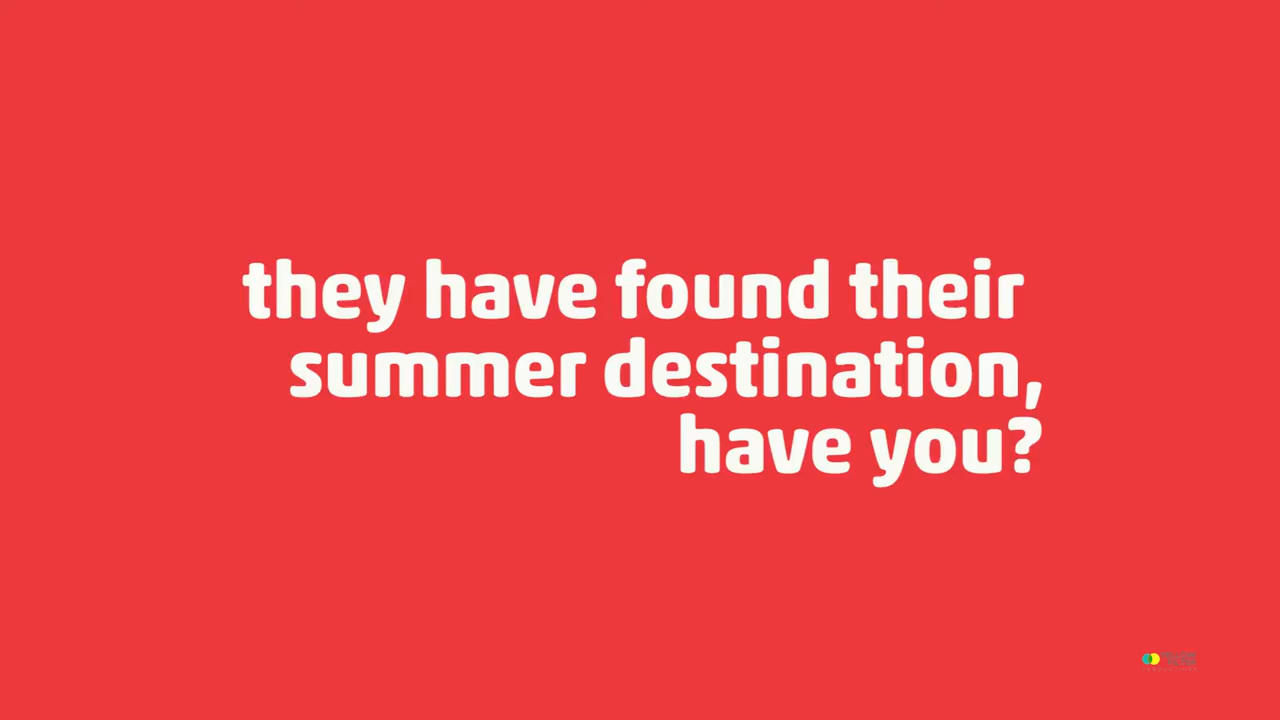 they have found their
summer destination,
have you?